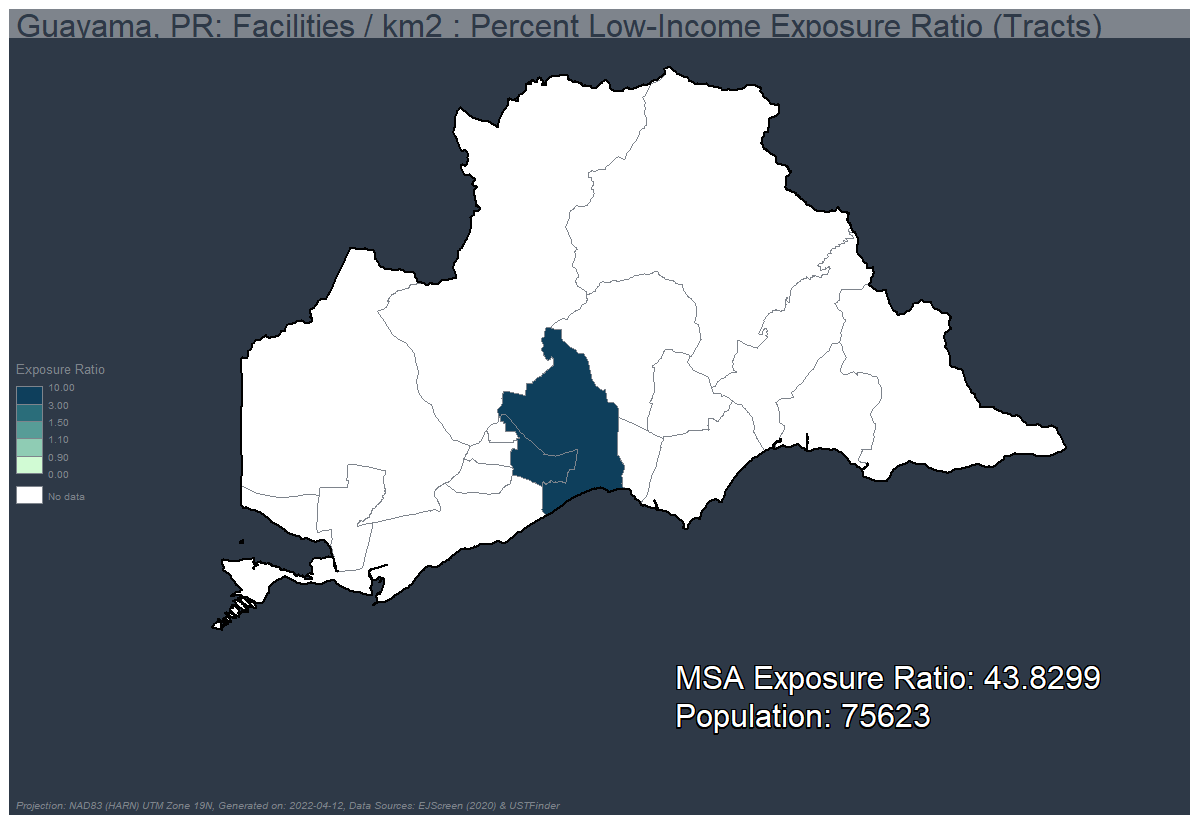 Guayama, PR: Facilities / km2 : Percent Low-Income Exposure Ratio (Tracts)
Exposure Ratio
10.00
3.00
1.50
1.10
0.90
0.00
No data
MSA Exposure Ratio: 43.8299
Population: 75623
Projection: NAD83 (HARN) UTM Zone 19N, Generated on: 2022-04-12, Data Sources: EJScreen (2020) & USTFinder